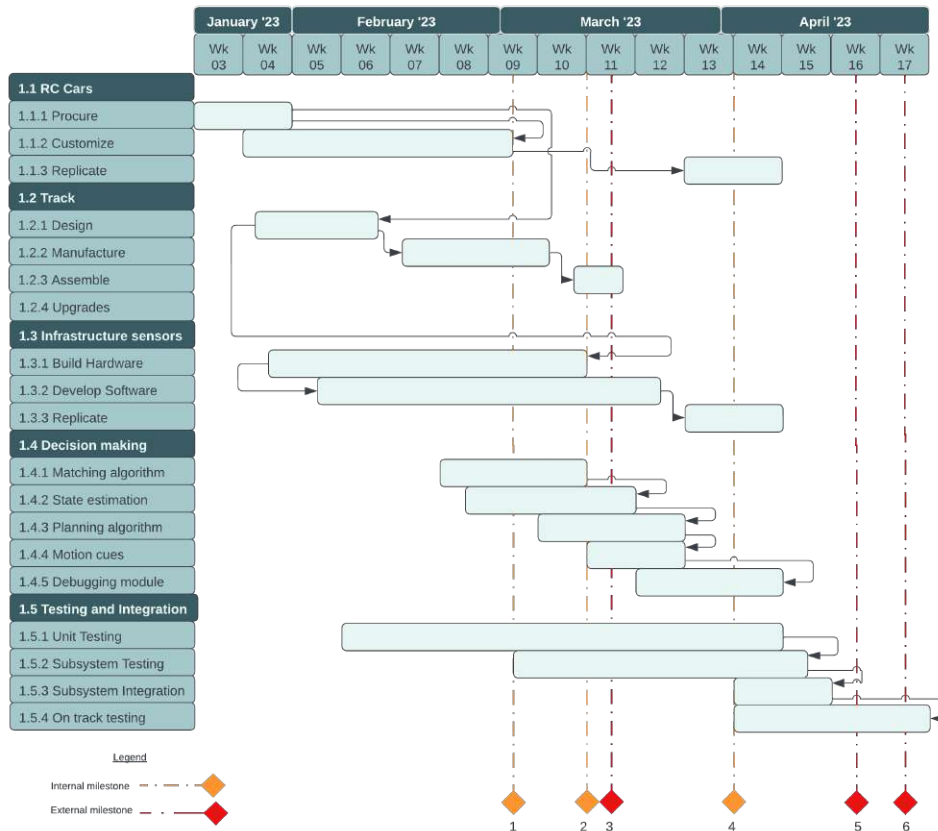 January '23 February '23 March '23 April '23
Wk 03 Wk 04 Wk 05 Wk 06 Wk 07 Wk 08 Wk 09 Wk 10 Wk 11 Wk 12 Wk 13 Wk 14 Wk 15 Wk 16 Wk 17
1.1 RC Cars
1.1.1 Procure
1.1.2 Customize
1.1.3 Replicate
1.2 Track
1.2.1 Design
1.2.2 Manufacture
1.2.3 Assemble
1.2.4 Upgrades
1.3 Infrastructure sensors
1.3.1 Build Hardware
1.3.2 Develop Software
1.3.3 Replicate
1.4 Decision making
1.4.1 Matching algorithm
1.4.2 State estimation
1.4.3 Planning algorithm
1.4.4 Motion cues
1.4.5 Debugging module
1.5 Testing and Integration
1.5.1 Unit Testing
1.5.2 Subsystem Testing
1.5.3 Subsystem Integration
1.5.4 On track testing
Legend
Internal milestone
External milestone
1 2 3 4 5 6